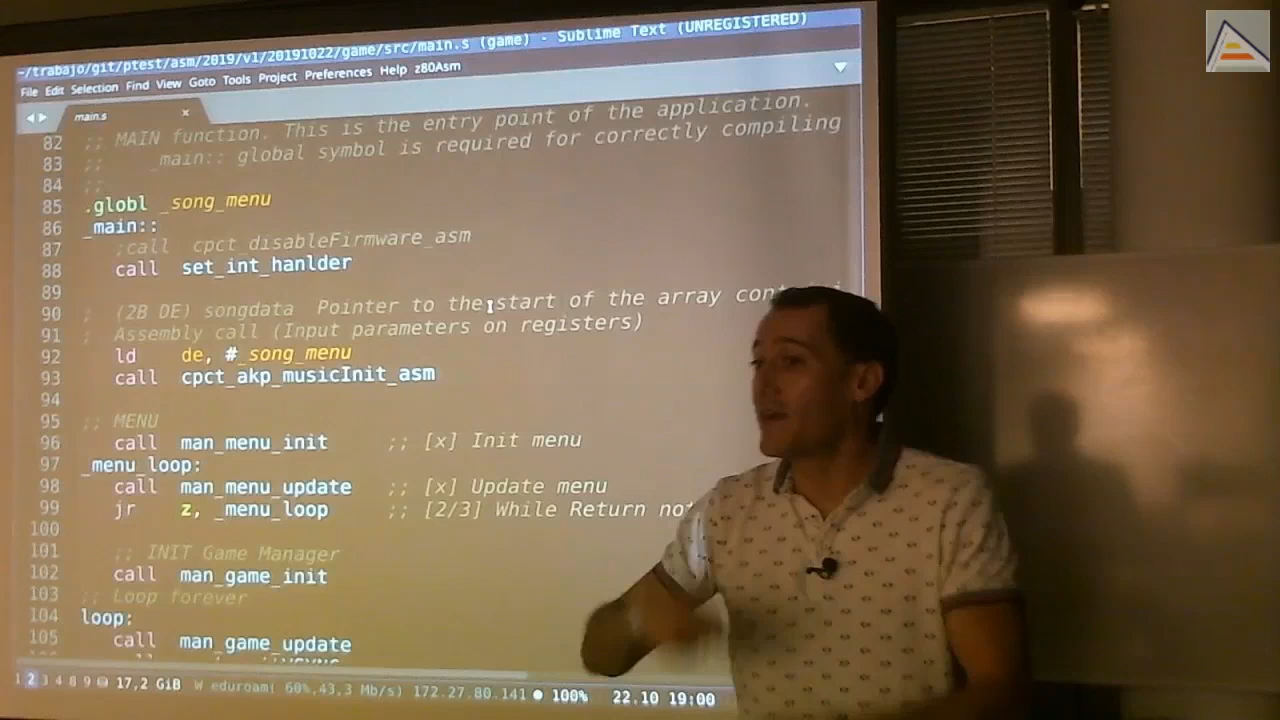 ~/trabajo/git/ptest/asm/2019/v1/20191022/game/src/main.s (game) - Sublime Text (UNREGISTERED)
File Edit Selection Find View Goto Tools Project Preferences Help z80Asm
main.s
82 ;; MAIN function. This is the entry point of the application.
83 ;; _main:: global symbol is required for correctly compiling
84 ;;
85 .globl _song_menu
86 _main::
87 ;call cpct_disableFirmware_asm
88 call set_int_hanlder
89
90 ; (2B DE) songdata Pointer to the start of the array
91 ; Assembly call (Input parameters on registers)
92 ld de, #_song_menu
93 call cpct_akp_musicInit_asm
94
95 ;; MENU
96 call man_menu_init ;; [x] Init menu
97 _menu_loop:
98 call man_menu_update ;; [x] Update menu
99 jr z, _menu_loop ;; [2/3] While Return
100
101 ;; INIT Game Manager
102 call man_game_init
103 ;; Loop forever
104 loop:
105 call man_game_update
1 2 3 4 8 9 17,2 GiB W eduroam( 60%,43,3 Mb/s) 172.27.80.141 ● 100% 22.10 19:00